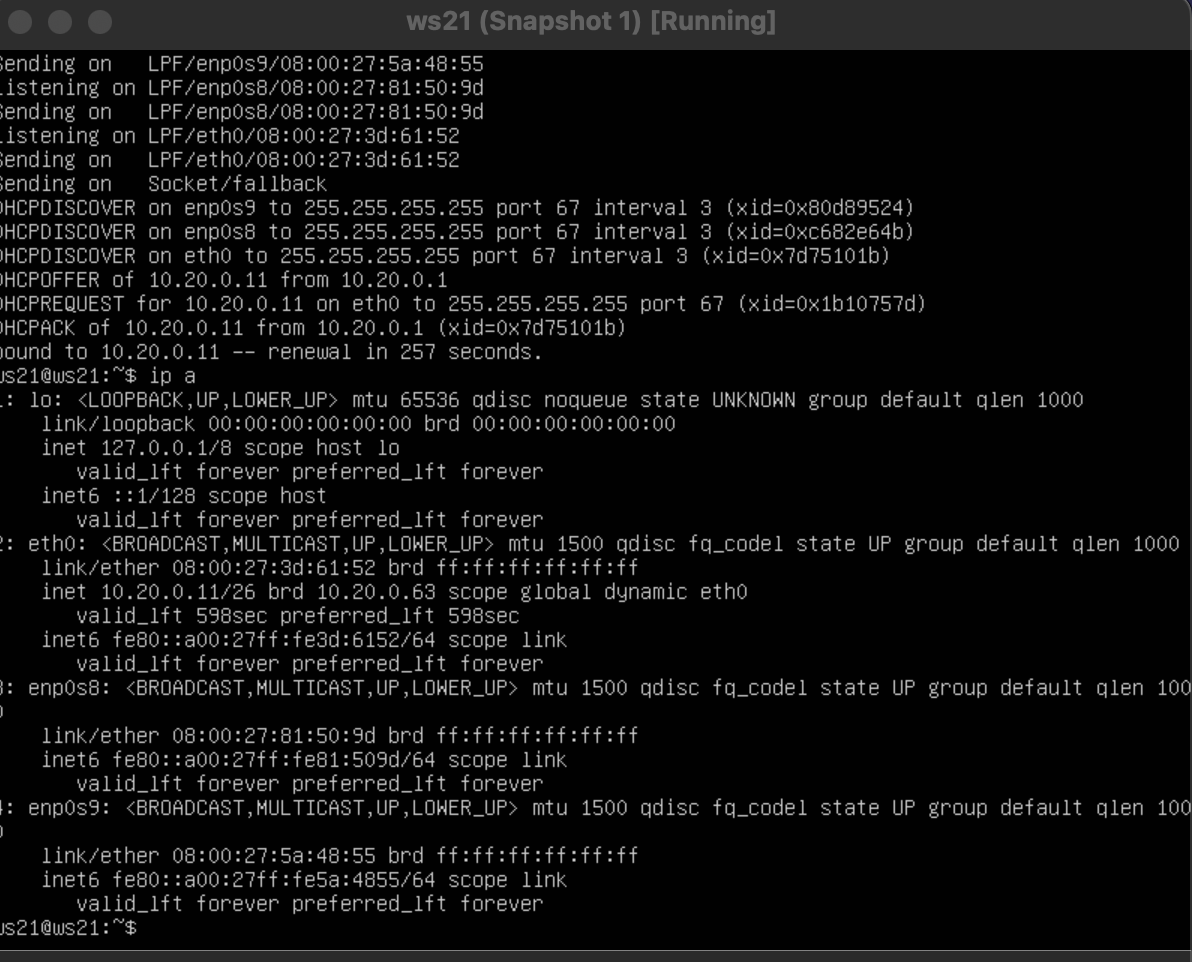 ws21 (Snapshot 1) [Running]
Sending on   LPF/enp0s9/08:00:27:5a:48:55
Listening on LPF/enp0s8/08:00:27:81:50:9d
Sending on   LPF/enp0s8/08:00:27:81:50:9d
Listening on LPF/eth0/08:00:27:3d:61:52
Sending on   LPF/eth0/08:00:27:3d:61:52
Sending on   Socket/fallback
DHCPDISCOVER on enp0s9 to 255.255.255.255 port 67 interval 3 (xid=0x80d89524)
DHCPDISCOVER on enp0s8 to 255.255.255.255 port 67 interval 3 (xid=0xc682e64b)
DHCPDISCOVER on eth0 to 255.255.255.255 port 67 interval 3 (xid=0x7d75101b)
DHCPOFFER of 10.20.0.11 from 10.20.0.1
DHCPREQUEST for 10.20.0.11 on eth0 to 255.255.255.255 port 67 (xid=0x1b10757d)
DHCPACK of 10.20.0.11 from 10.20.0.1 (xid=0x7d75101b)
bound to 10.20.0.11 -- renewal in 257 seconds.
ws21@ws21:~$ ip a
1: lo: <LOOPBACK,UP,LOWER_UP> mtu 65536 qdisc noqueue state UNKNOWN group default qlen 1000
    link/loopback 00:00:00:00:00:00 brd 00:00:00:00:00:00
    inet 127.0.0.1/8 scope host lo
       valid_lft forever preferred_lft forever
    inet6 ::1/128 scope host
       valid_lft forever preferred_lft forever
2: eth0: <BROADCAST,MULTICAST,UP,LOWER_UP> mtu 1500 qdisc fq_codel state UP group default qlen 1000
    link/ether 08:00:27:3d:61:52 brd ff:ff:ff:ff:ff:ff
    inet 10.20.0.11/26 brd 10.20.0.63 scope global dynamic eth0
       valid_lft 598sec preferred_lft 598sec
    inet6 fe80::a00:27ff:fe3d:6152/64 scope link
       valid_lft forever preferred_lft forever
3: enp0s8: <BROADCAST,MULTICAST,UP,LOWER_UP> mtu 1500 qdisc fq_codel state UP group default qlen 100
0
    link/ether 08:00:27:81:50:9d brd ff:ff:ff:ff:ff:ff
    inet6 fe80::a00:27ff:fe81:509d/64 scope link
       valid_lft forever preferred_lft forever
4: enp0s9: <BROADCAST,MULTICAST,UP,LOWER_UP> mtu 1500 qdisc fq_codel state UP group default qlen 100
0
    link/ether 08:00:27:5a:48:55 brd ff:ff:ff:ff:ff:ff
    inet6 fe80::a00:27ff:fe5a:4855/64 scope link
       valid_lft forever preferred_lft forever
ws21@ws21:~$